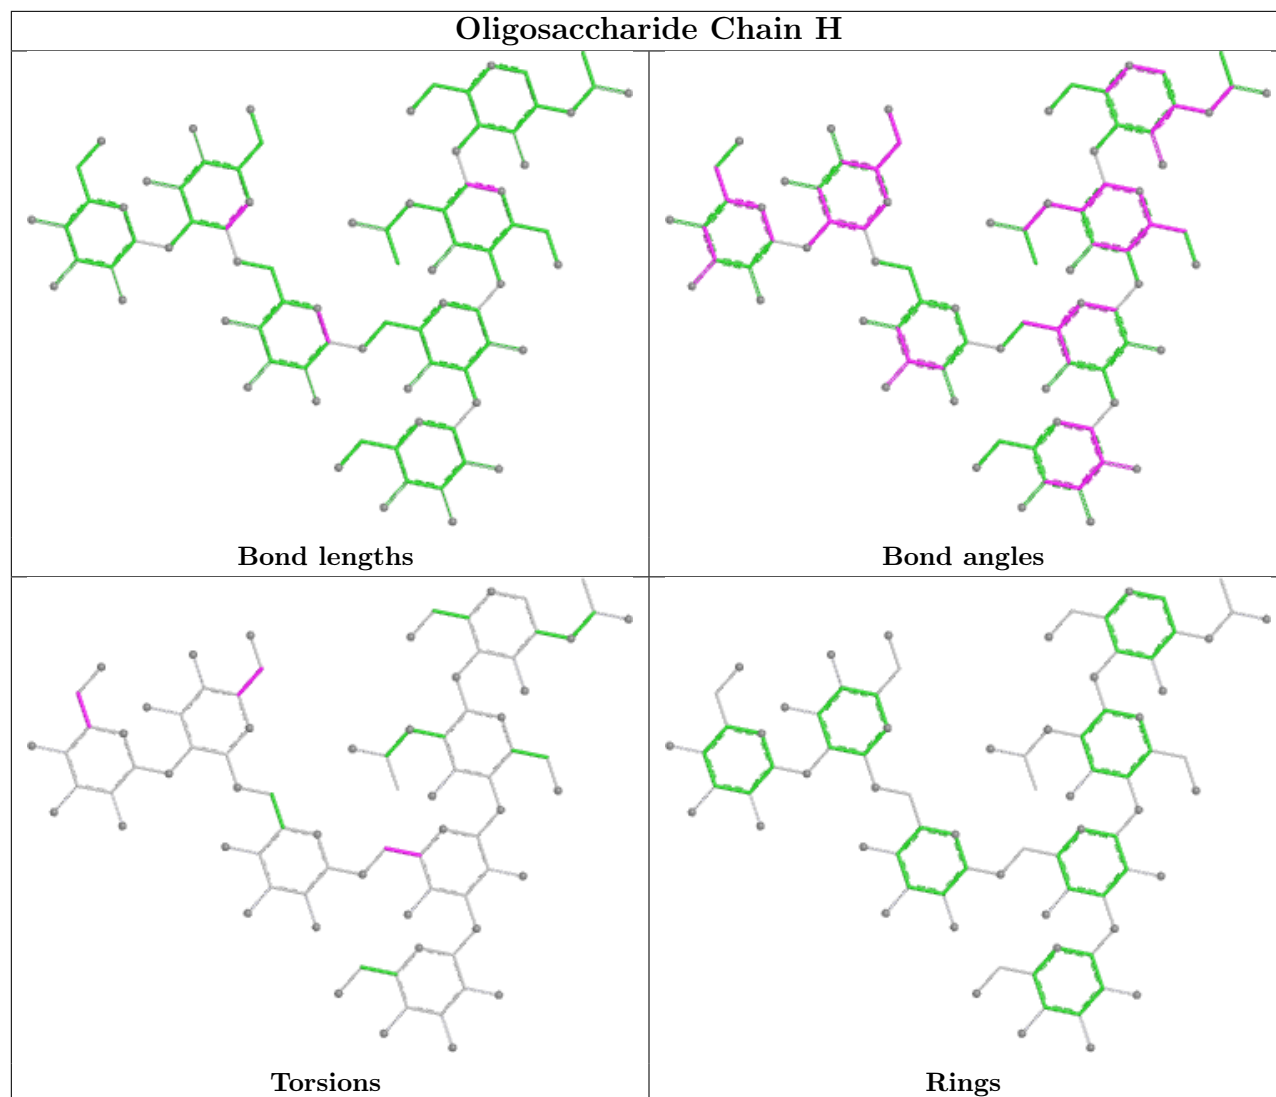 Oligosaccharide Chain H
Bond lengths
Bond angles
Torsions
Rings